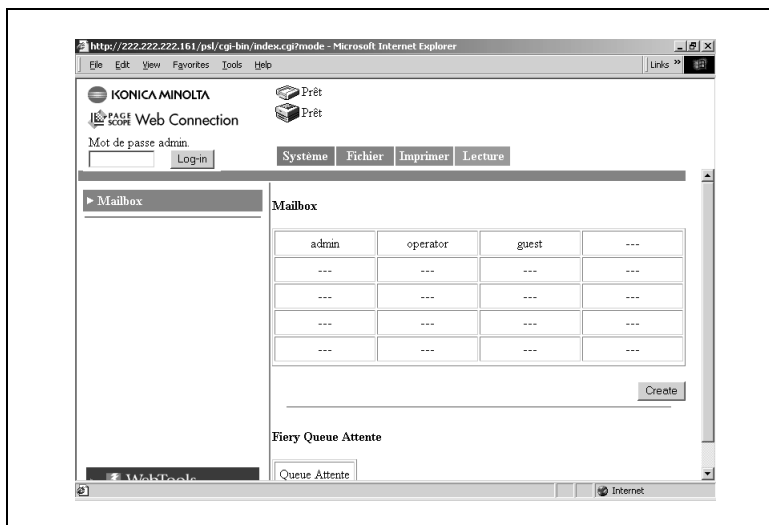 http://222.222.222.161/psl/cgi-bin/index.cgi?mode - Microsoft Internet Explorer
File Edit View Favorites Tools Help
Links »
KONICA MINOLTA
PAGE SCOPE Web Connection
Mot de passe admin.
Log-in
Prêt
Prêt
Système Fichier Imprimer Lecture
Mailbox
Mailbox
admin operator guest ---
--- --- --- ---
--- --- --- ---
--- --- --- ---
--- --- --- ---
Create
Fiery Queue Attente
Queue Attente
WebTools
Internet